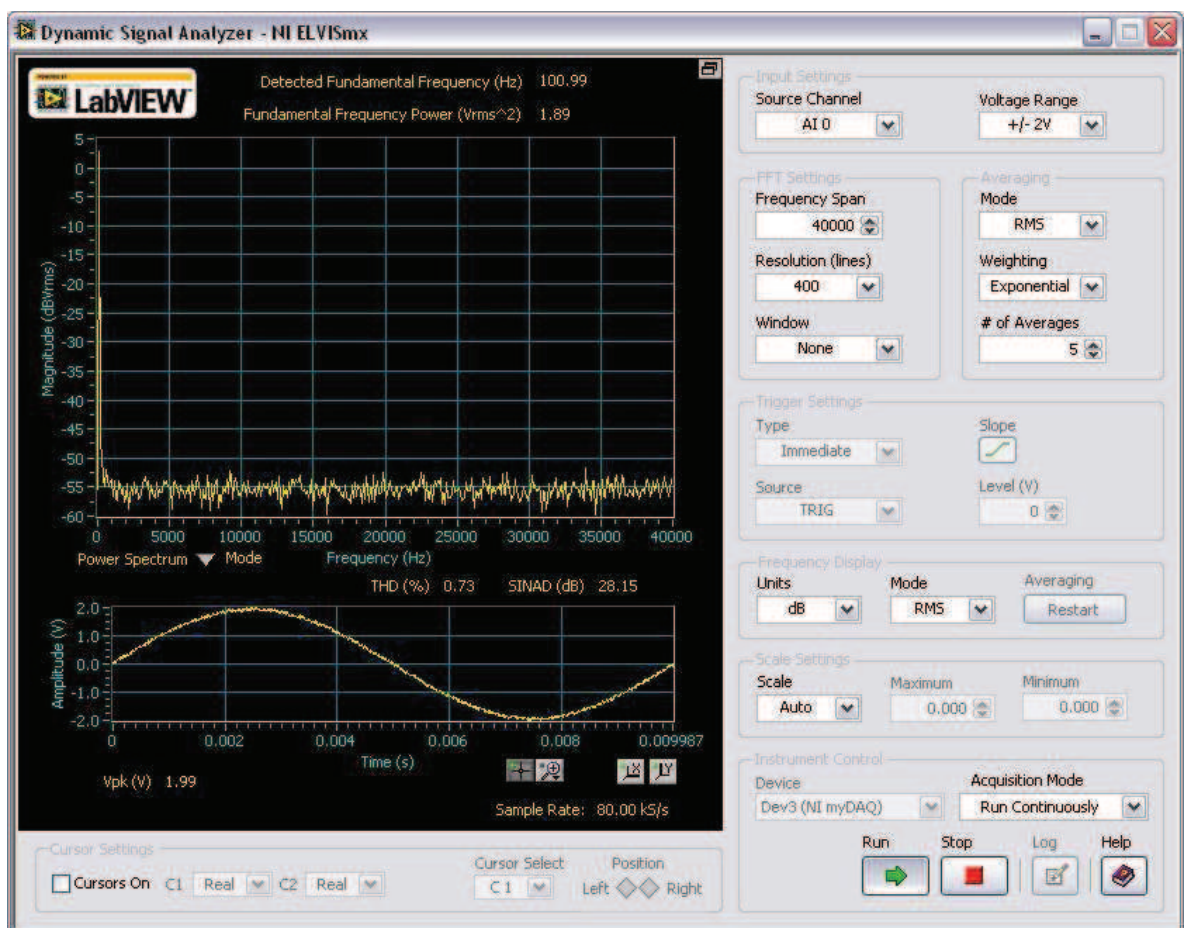 Dynamic Signal Analyzer - NI ELVISmx
POWERED BY
LabVIEW
Detected Fundamental Frequency (Hz) 100.99
Fundamental Frequency Power (Vrms^2) 1.89
5
0
-5
-10
-15
-20
-25
-30
-35
-40
-45
-50
-55
-60
Magnitude (dBVrms)
0 5000 10000 15000 20000 25000 30000 35000 40000
Power Spectrum Mode Frequency (Hz)
THD (%) 0.73 SINAD (dB) 28.15
2.0
1.0
0.0
-1.0
-2.0
Amplitude (V)
0 0.002 0.004 0.006 0.008 0.009987
Time (s)
X Y
Vpk (V) 1.99
Sample Rate: 80.00 kS/s
Cursor Settings
Cursors On C1 Real C2 Real
Cursor Select
C1
Position
Left Right
Input Settings
Source Channel Voltage Range
AI 0 +/- 2V
FFT Settings
Frequency Span
40000
Resolution (lines)
400
Window
None
Averaging
Mode
RMS
Weighting
Exponential
# of Averages
5
Trigger Settings
Type Slope
Immediate
Source Level (V)
TRIG 0
Frequency Display
Units Mode Averaging
dB RMS Restart
Scale Settings
Scale Maximum Minimum
Auto 0.000 0.000
Instrument Control
Device Acquisition Mode
Dev3 (NI myDAQ) Run Continuously
Run Stop Log Help